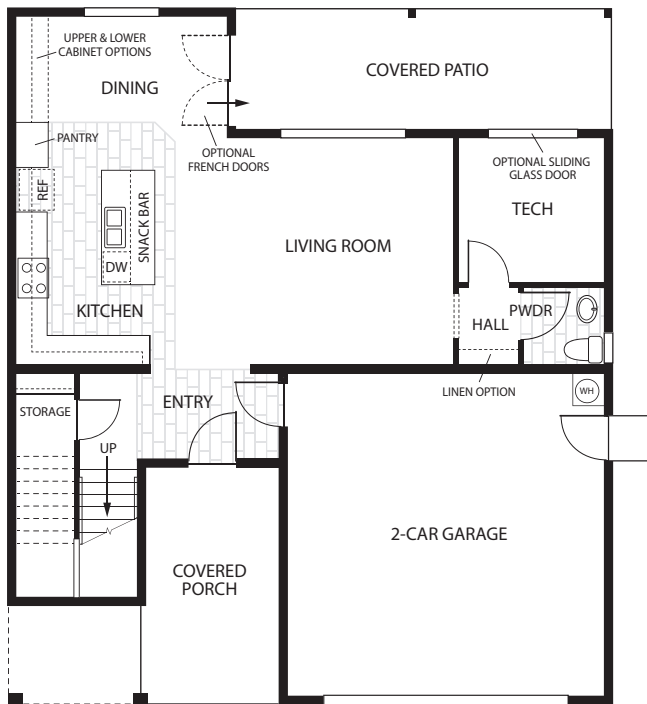 UPPER & LOWER
CABINET OPTIONS
DINING
COVERED PATIO
PANTRY
OPTIONAL
FRENCH DOORS
OPTIONAL SLIDING
GLASS DOOR
REF
SNACK BAR
TECH
LIVING ROOM
DW
KITCHEN
HALL
PWDR
LINEN OPTION
WH
STORAGE
ENTRY
UP
2-CAR GARAGE
COVERED
PORCH